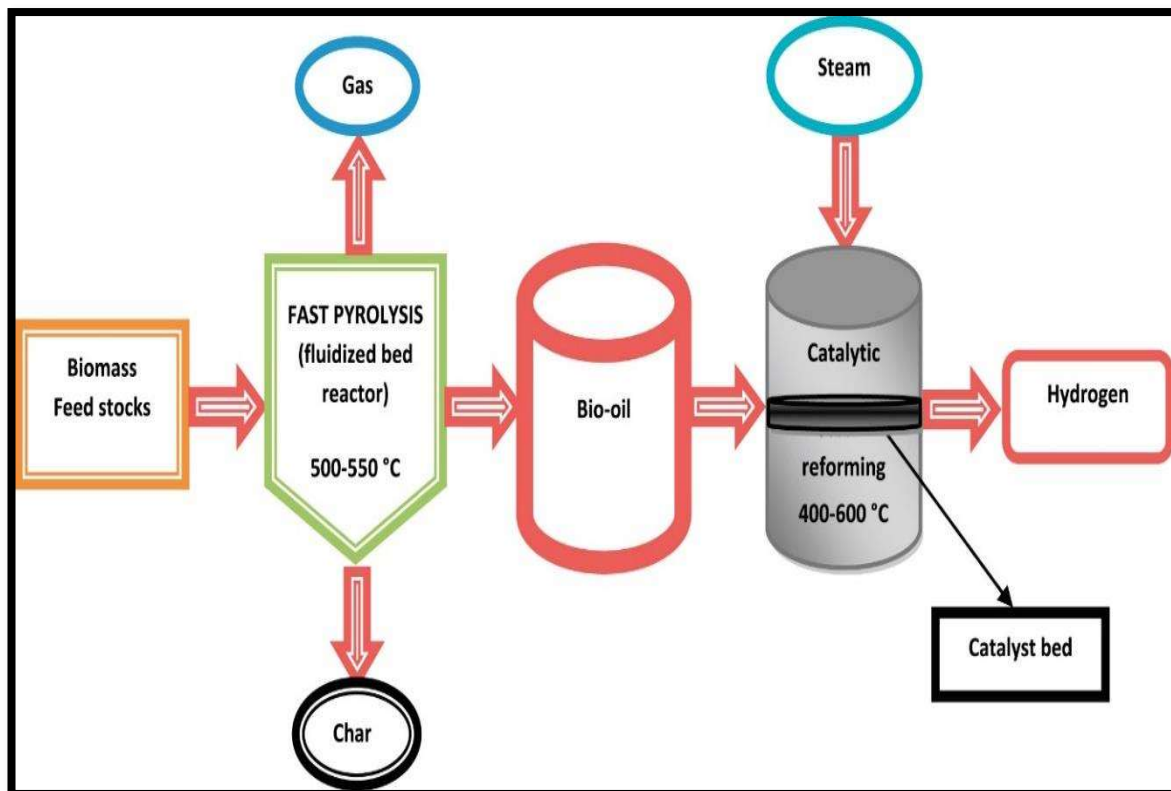 Gas
Steam
Biomass
Feed stocks
FAST PYROLYSIS
(fluidized bed
reactor)
500-550 °C
Bio-oil
Catalytic
reforming
400-600 °C
Hydrogen
Catalyst bed
Char